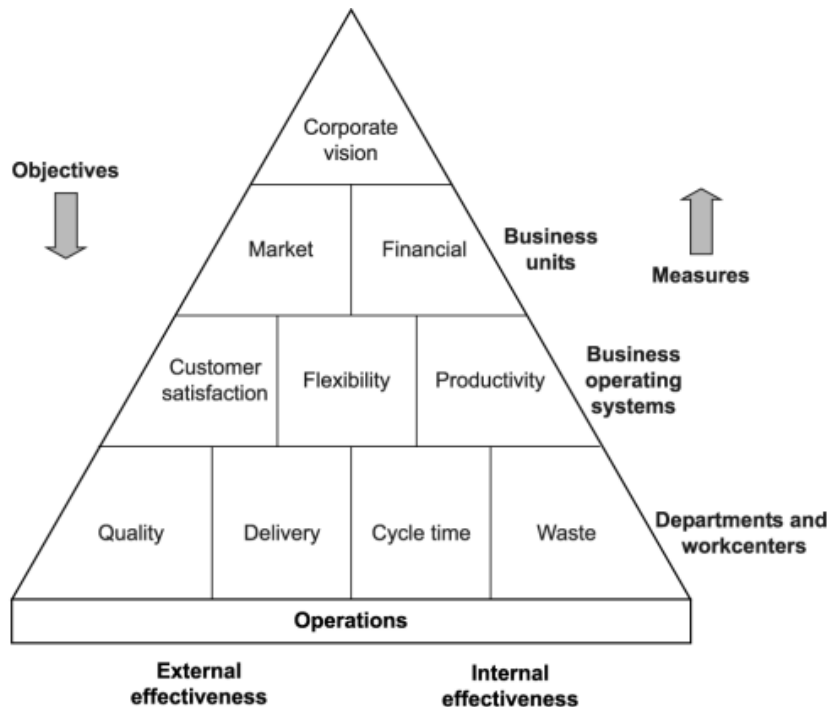 Corporate
vision
Objectives
Market
Financial
Business
units
Measures
Customer
satisfaction
Flexibility
Productivity
Business
operating
systems
Quality
Delivery
Cycle time
Waste
Departments and
workcenters
Operations
External
effectiveness
Internal
effectiveness